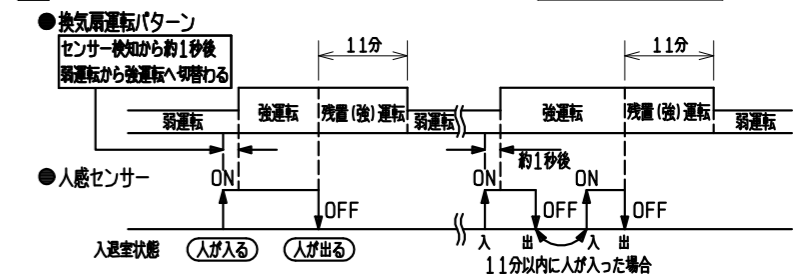 ●換気扇運転パターン
センサー検知から約1秒後
弱運転から強運転へ切替わる
11分
11分
弱運転
強運転
残置(強)運転
弱運転
強運転
残置(強)運転
弱運転
約1秒後
●人感センサー
ON
OFF
ON
OFF
ON
OFF
入退室状態
人が入る
人が出る
入
出
入
出
11分以内に人が入った場合